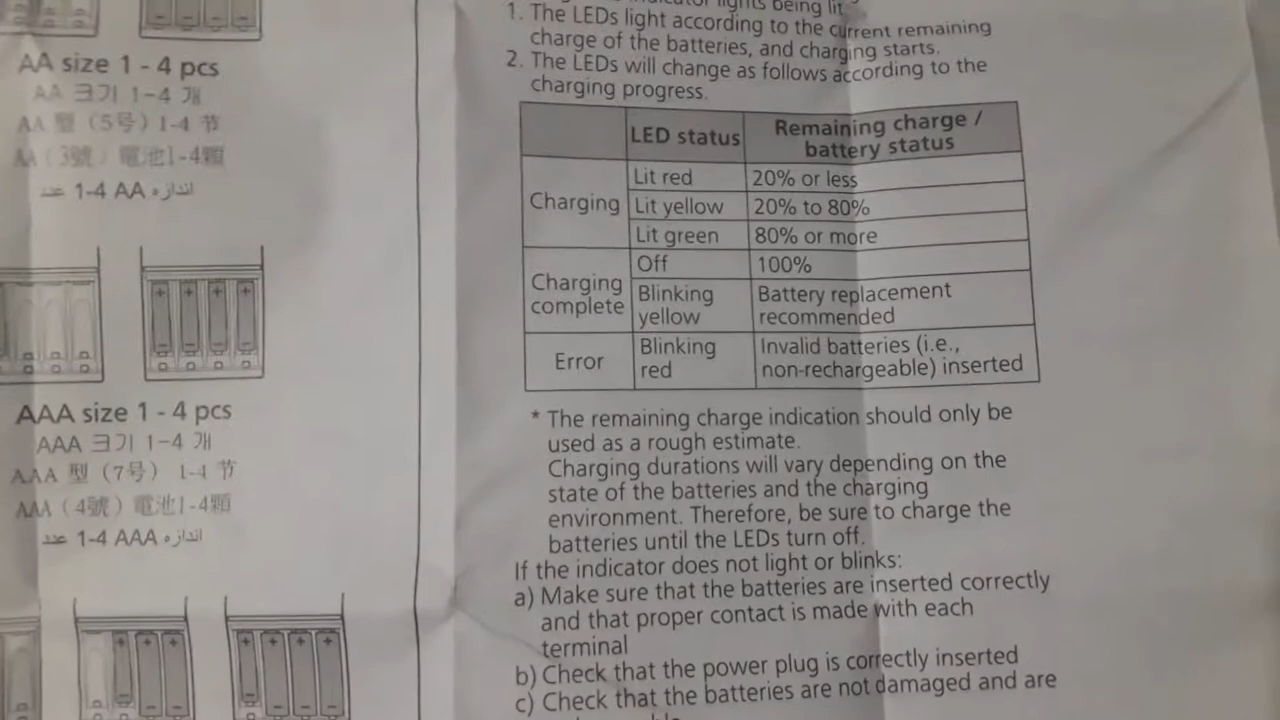 AA size 1 - 4 pcs
AA 크기 1-4 개
AA 型（5号）1-4 节
AA（3號）電池1-4顆
اندازه AA 1-4 عدد
AAA size 1 - 4 pcs
AAA 크기 1-4 개
AAA 型（7号） 1-4 节
AAA（4號）電池1-4顆
اندازه AAA 1-4 عدد
lights being lit.
1. The LEDs light according to the current remaining
charge of the batteries, and charging starts.
2. The LEDs will change as follows according to the
charging progress.
LED status
Remaining charge /
battery status
Charging
Lit red
20% or less
Lit yellow
20% to 80%
Lit green
80% or more
Charging
complete
Off
100%
Blinking
yellow
Battery replacement
recommended
Error
Blinking
red
Invalid batteries (i.e.,
non-rechargeable) inserted
* The remaining charge indication should only be
used as a rough estimate.
Charging durations will vary depending on the
state of the batteries and the charging
environment. Therefore, be sure to charge the
batteries until the LEDs turn off.
If the indicator does not light or blinks:
a) Make sure that the batteries are inserted correctly
and that proper contact is made with each
terminal
b) Check that the power plug is correctly inserted
c) Check that the batteries are not damaged and are